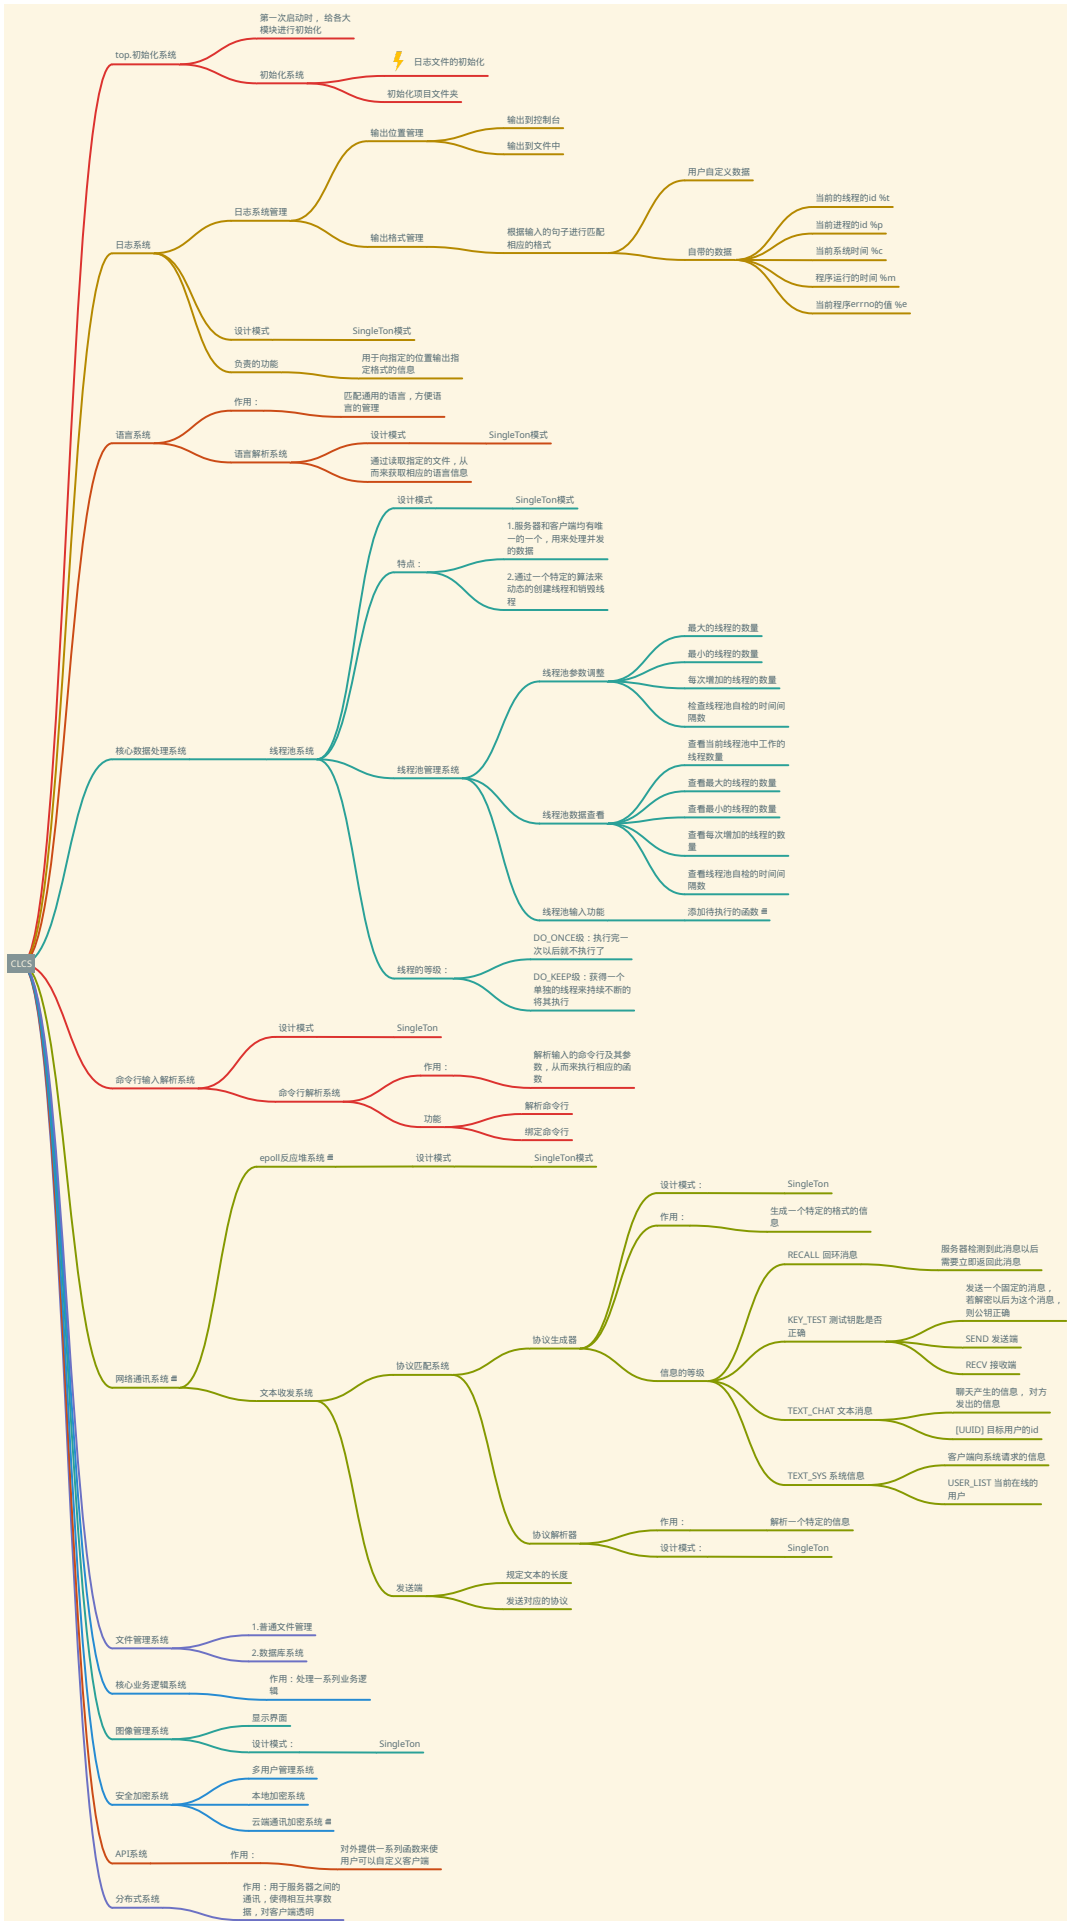 CLCS
top.初始化系统
第一次启动时， 给各大
模块进行初始化
初始化系统
日志文件的初始化
初始化项目文件夹
日志系统
日志系统管理
输出位置管理
输出到控制台
输出到文件中
输出格式管理
根据输入的句子进行匹配
相应的格式
用户自定义数据
自带的数据
当前的线程的id %t
当前进程的id %p
当前系统时间 %c
程序运行的时间 %m
当前程序errno的值 %e
设计模式
SingleTon模式
负责的功能
用于向指定的位置输出指
定格式的信息
语言系统
作用：
匹配通用的语言，方便语
言的管理
语言解析系统
设计模式
SingleTon模式
通过读取指定的文件，从
而来获取相应的语言信息
核心数据处理系统
线程池系统
设计模式
SingleTon模式
特点：
1.服务器和客户端均有唯
一的一个，用来处理并发
的数据
2.通过一个特定的算法来
动态的创建线程和销毁线
程
线程池管理系统
线程池参数调整
最大的线程的数量
最小的线程的数量
每次增加的线程的数量
检查线程池自检的时间间
隔数
线程池数据查看
查看当前线程池中工作的
线程数量
查看最大的线程的数量
查看最小的线程的数量
查看每次增加的线程的数
量
查看线程池自检的时间间
隔数
线程池输入功能
添加待执行的函数
线程的等级：
DO_ONCE级：执行完一
次以后就不执行了
DO_KEEP级：获得一个
单独的线程来持续不断的
将其执行
命令行输入解析系统
设计模式
SingleTon
命令行解析系统
作用：
解析输入的命令行及其参
数，从而来执行相应的函
数
功能
解析命令行
绑定命令行
网络通讯系统
epoll反应堆系统
设计模式
SingleTon模式
文本收发系统
协议匹配系统
协议生成器
设计模式：
SingleTon
作用：
生成一个特定的格式的信
息
信息的等级
RECALL 回环消息
服务器检测到此消息以后
需要立即返回此消息
KEY_TEST 测试钥匙是否
正确
发送一个固定的消息，
若解密以后为这个消息，
则公钥正确
SEND 发送端
RECV 接收端
TEXT_CHAT 文本消息
聊天产生的信息， 对方
发出的信息
[UUID] 目标用户的id
TEXT_SYS 系统信息
客户端向系统请求的信息
USER_LIST 当前在线的
用户
协议解析器
作用：
解析一个特定的信息
设计模式：
SingleTon
发送端
规定文本的长度
发送对应的协议
文件管理系统
1.普通文件管理
2.数据库系统
核心业务逻辑系统
作用：处理一系列业务逻
辑
图像管理系统
显示界面
设计模式：
SingleTon
安全加密系统
多用户管理系统
本地加密系统
云端通讯加密系统
API系统
作用：
对外提供一系列函数来使
用户可以自定义客户端
分布式系统
作用：用于服务器之间的
通讯，使得相互共享数
据，对客户端透明